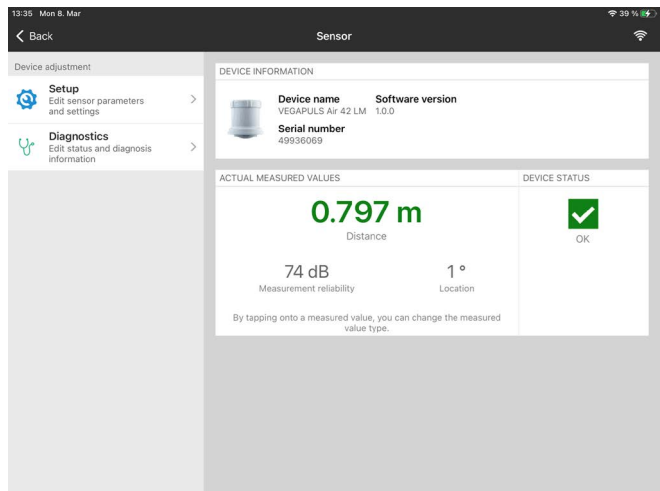 13:35 Mon 8. Mar
39 %
Back
Sensor
Device adjustment
Setup
Edit sensor parameters
and settings
Diagnostics
Edit status and diagnosis
information
DEVICE INFORMATION
Device name
VEGAPULS Air 42 LM
Software version
1.0.0
Serial number
49936069
ACTUAL MEASURED VALUES
0.797 m
Distance
74 dB
Measurement reliability
1 °
Location
By tapping onto a measured value, you can change the measured
value type.
DEVICE STATUS
OK